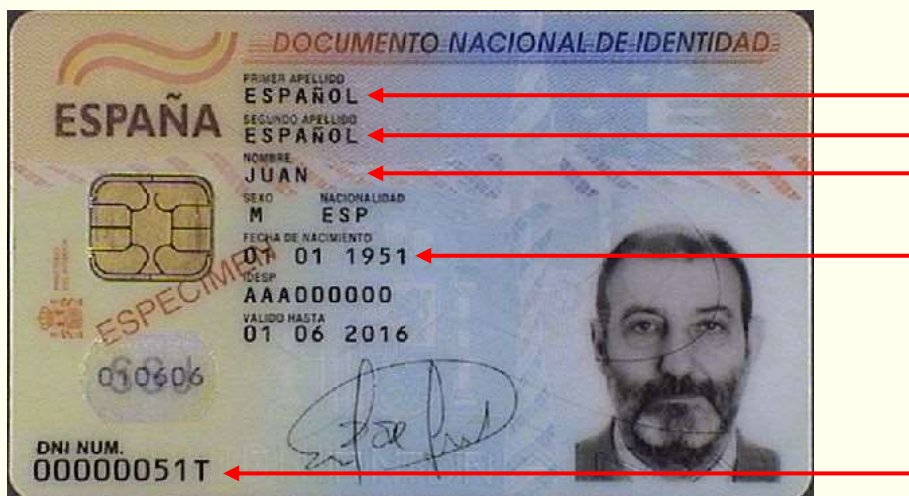 DOCUMENTO NACIONAL DE IDENTIDAD
ESPAÑA
PRIMER APELLIDO
ESPAÑOL
SEGUNDO APELLIDO
ESPAÑOL
NOMBRE
JUAN
SEXO NACIONALIDAD
M ESP
FECHA DE NACIMIENTO
01 01 1951
IDESP
AAA000000
VALIDO HASTA
01 06 2016
ESPECIMEN
010606
DNI NUM.
00000051T